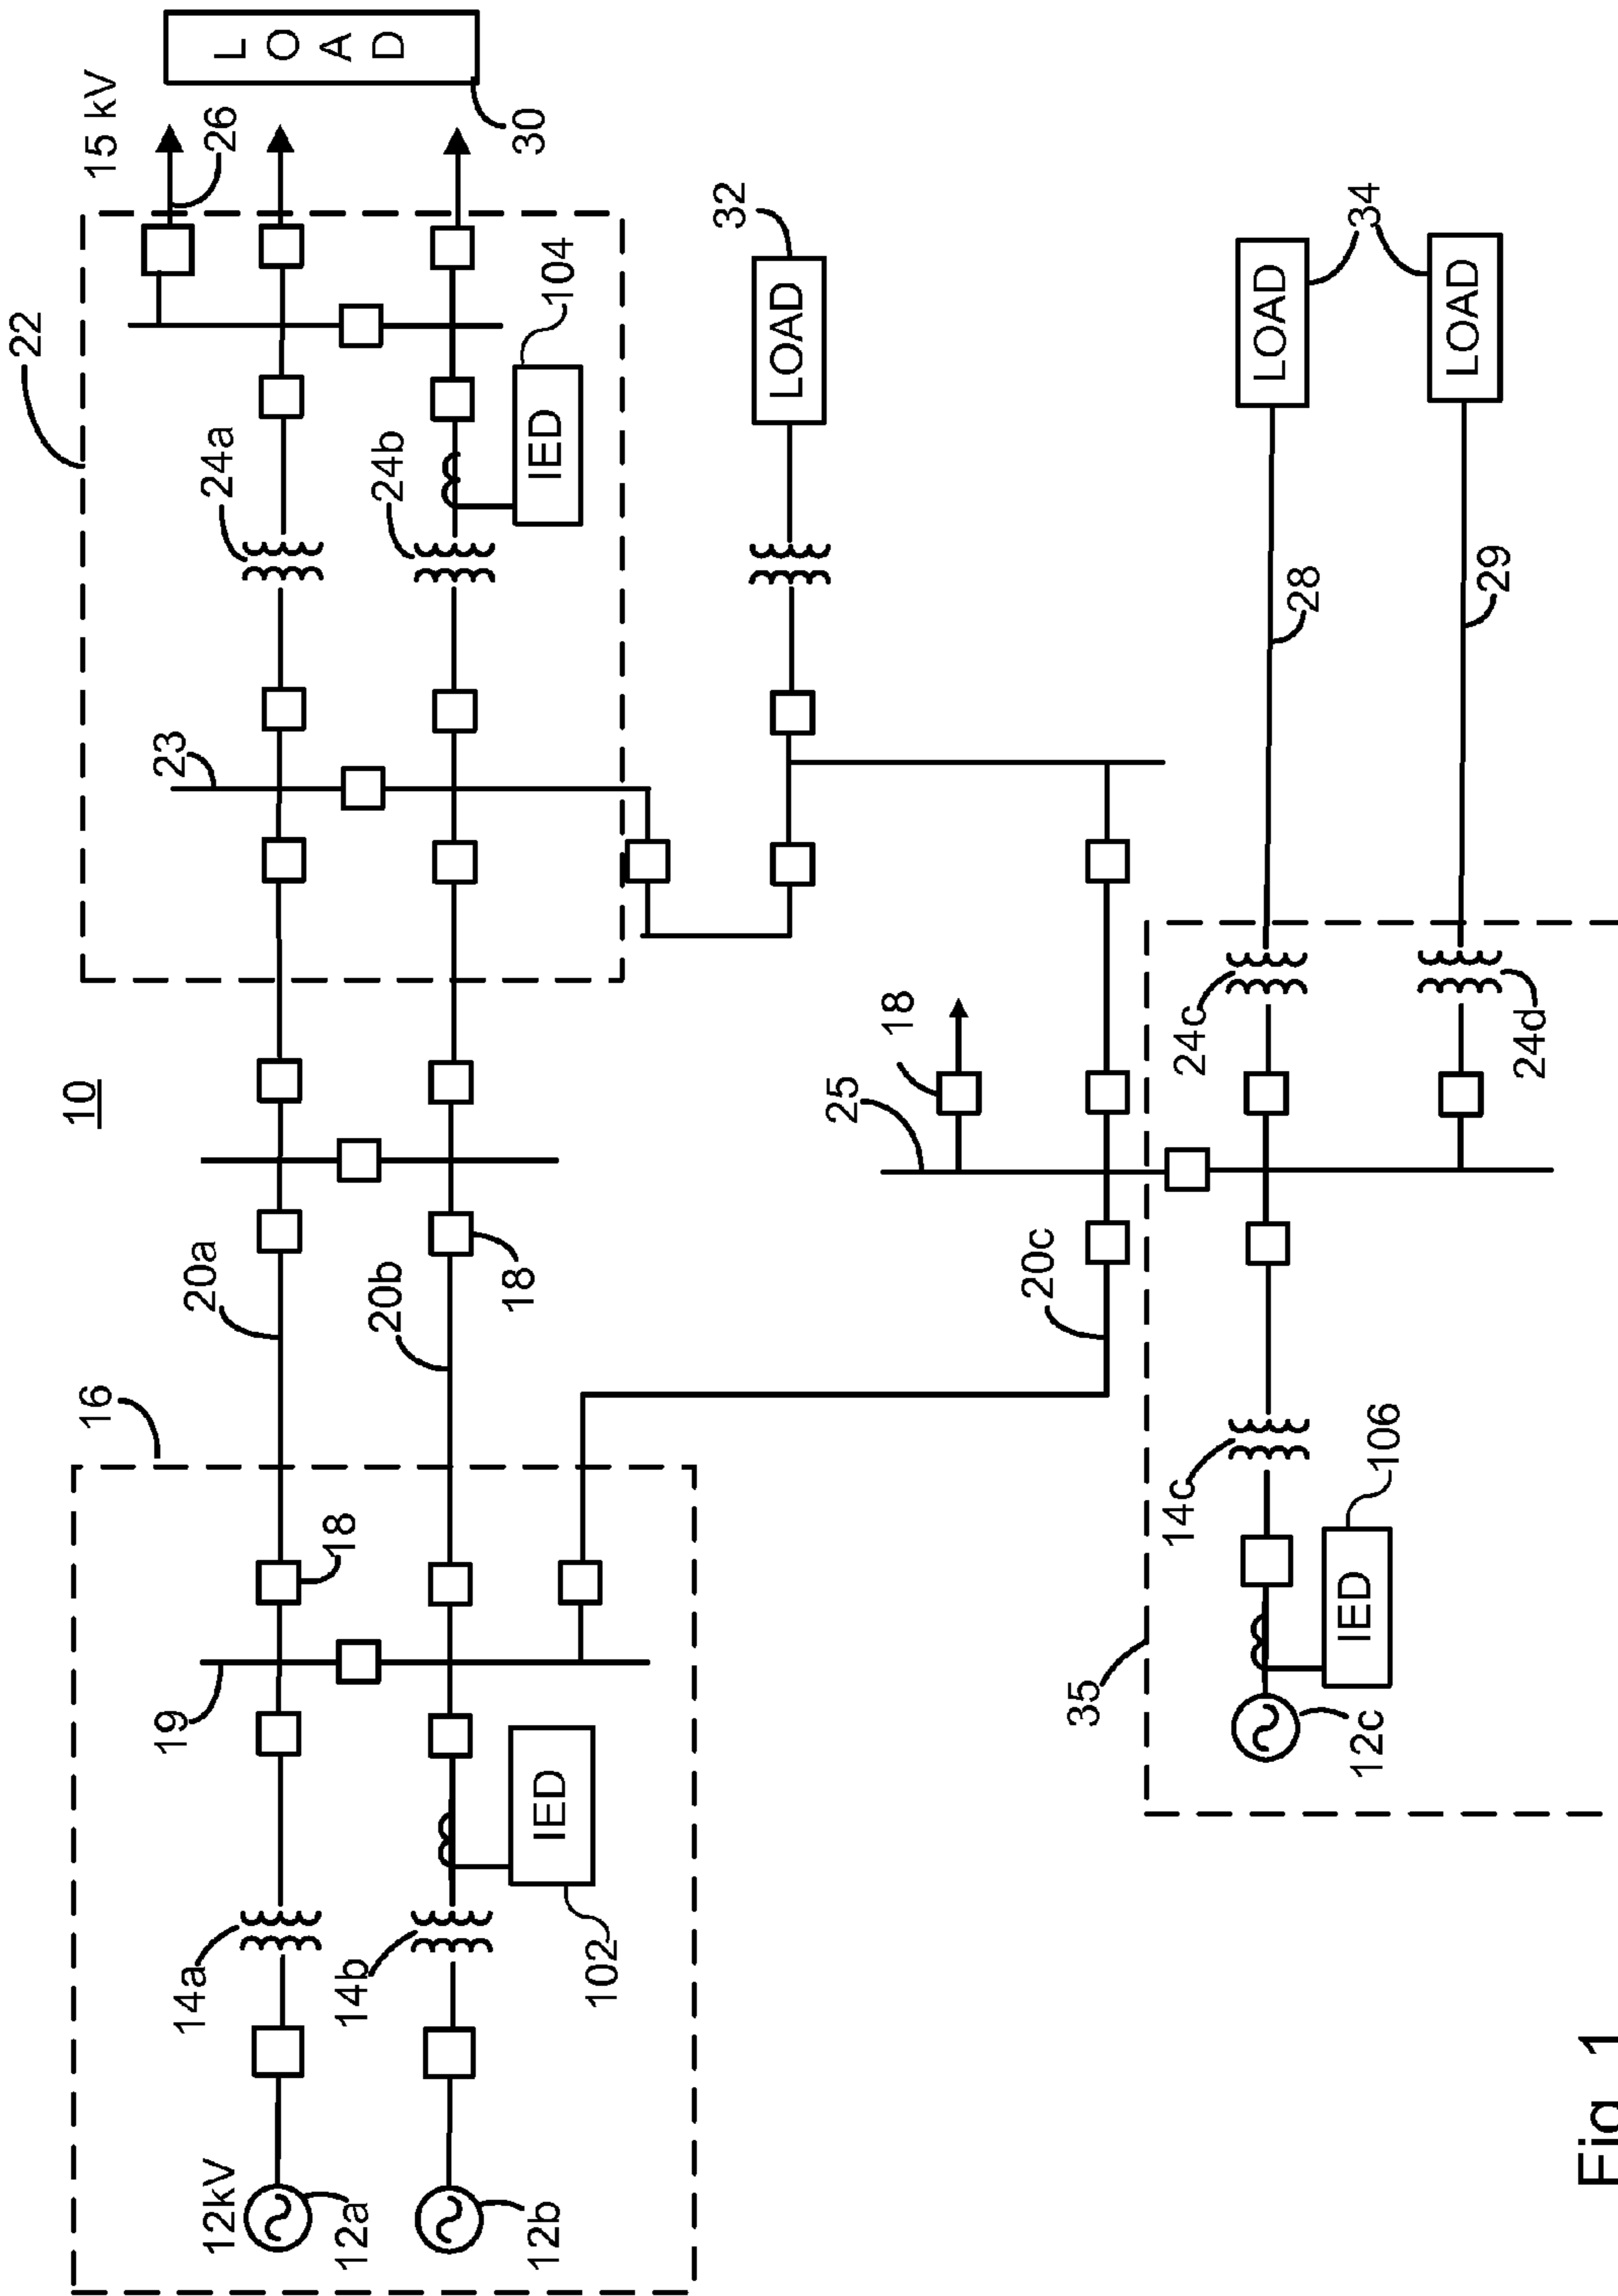 10
22
15 kV
26
LOAD
30
24a
24b
104
IED
23
32
LOAD
16
20a
20b
18
18
19
14a
14b
IED
102
12kV
12a
12b
25
18
20c
34
LOAD
LOAD
28
29
24c
24d
35
14c
IED
106
12c
Fig. 1